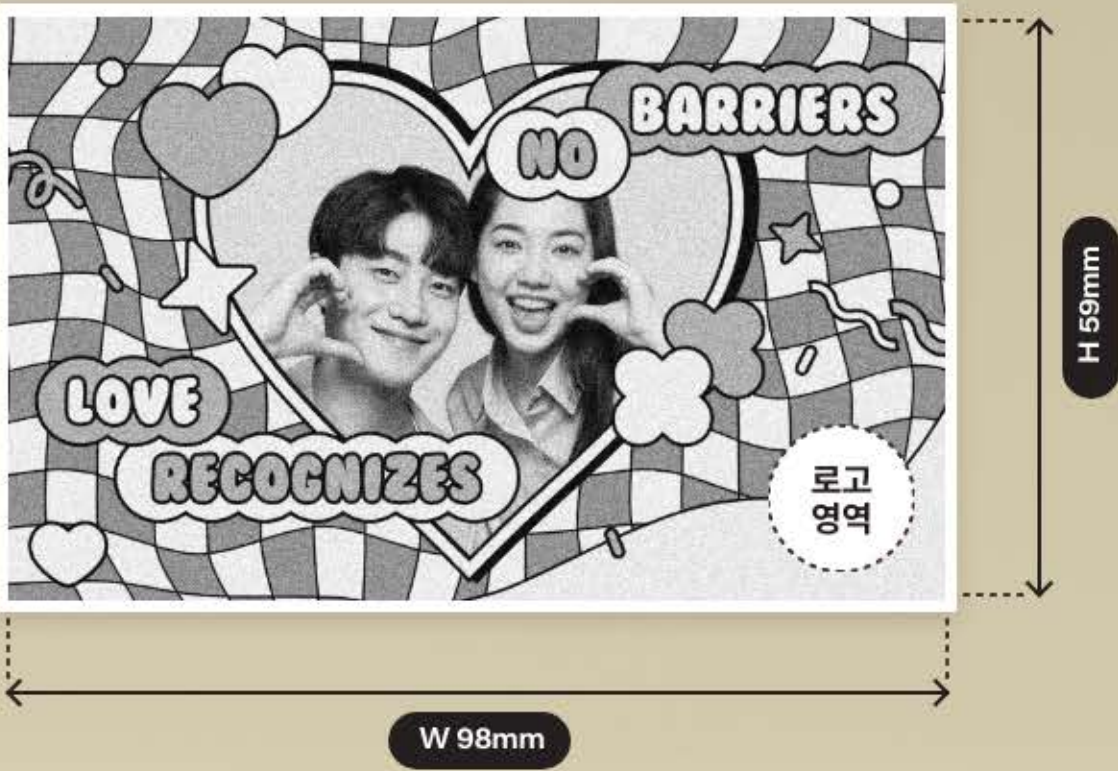 NO
BARRIERS
LOVE
RECOGNIZES
로고
영역
H 59mm
W 98mm